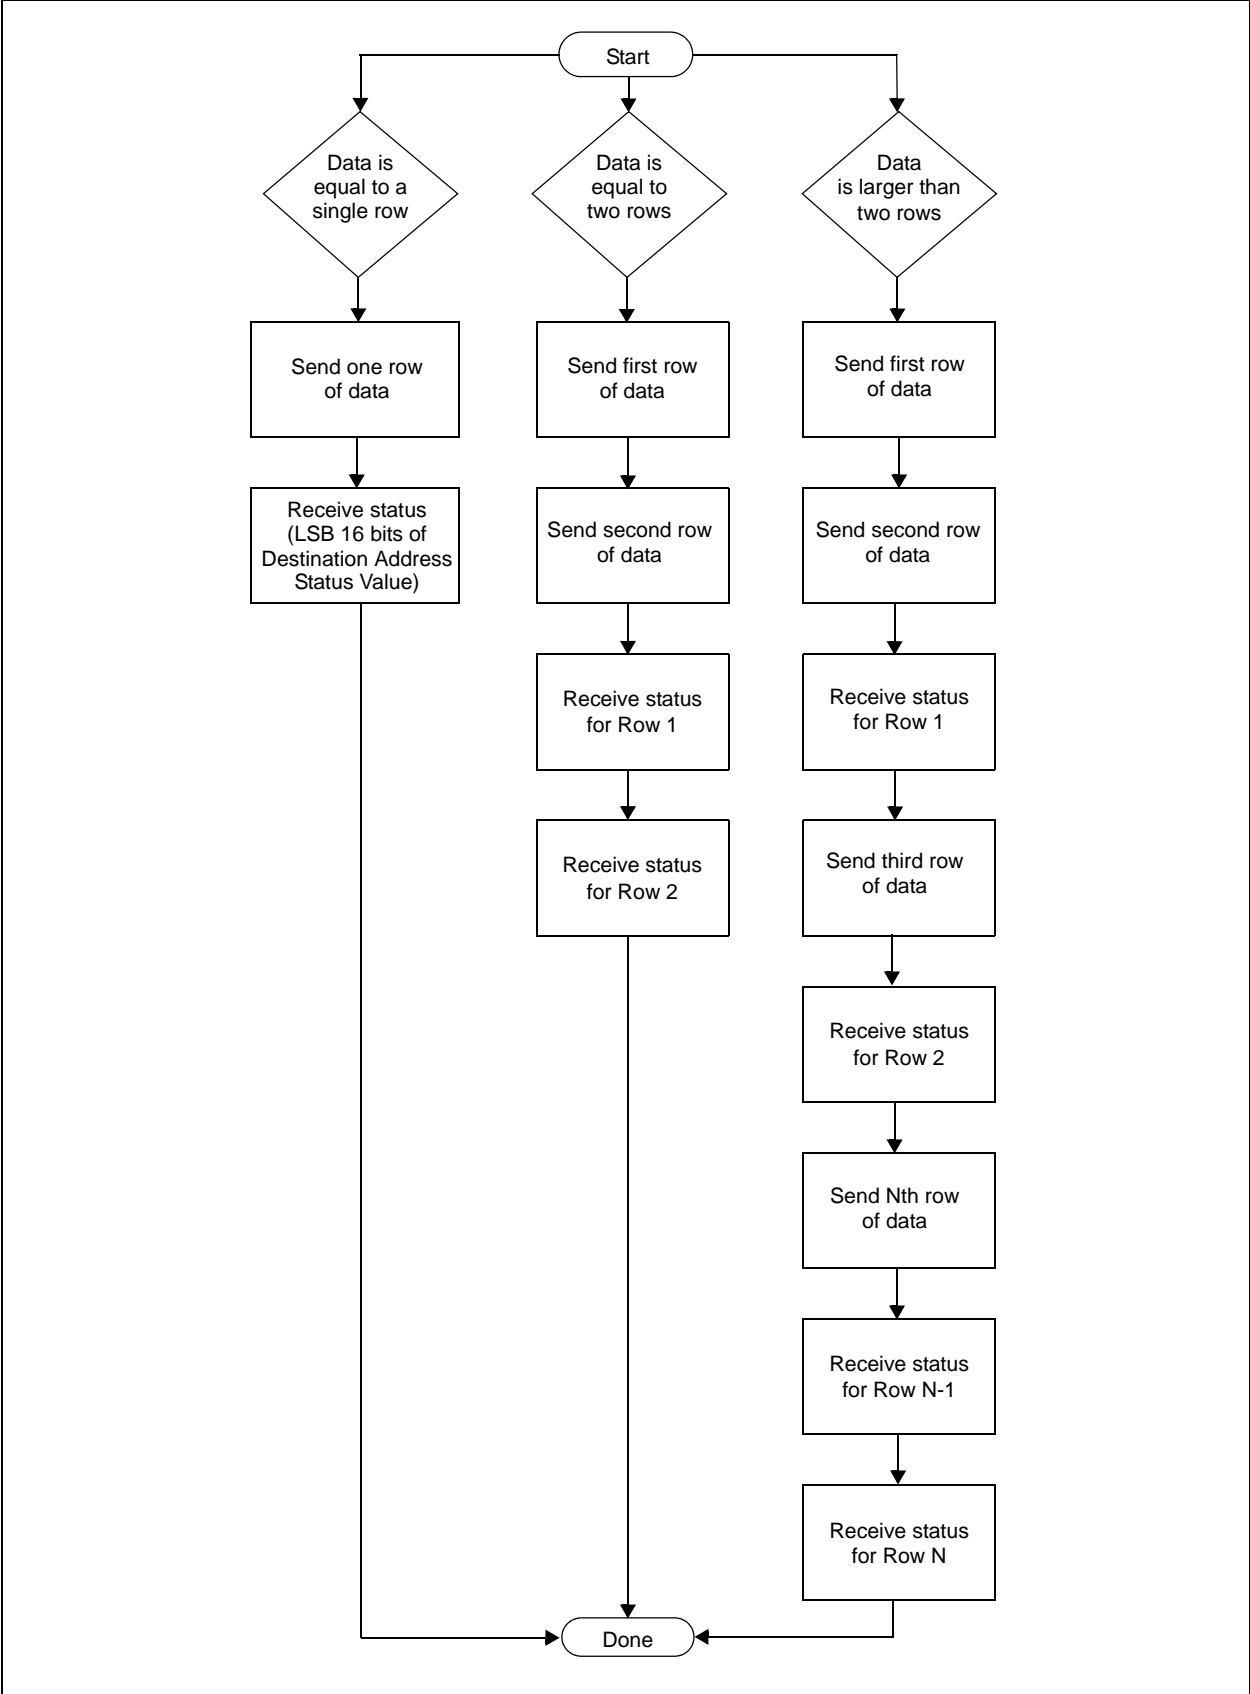 Start
Data is
equal to a
single row
Send one row
of data
Receive status
(LSB 16 bits of
Destination Address
Status Value)
Data is
equal to
two rows
Send first row
of data
Send second row
of data
Receive status
for Row 1
Receive status
for Row 2
Data
is larger than
two rows
Send first row
of data
Send second row
of data
Receive status
for Row 1
Send third row
of data
Receive status
for Row 2
Send Nth row
of data
Receive status
for Row N-1
Receive status
for Row N
Done